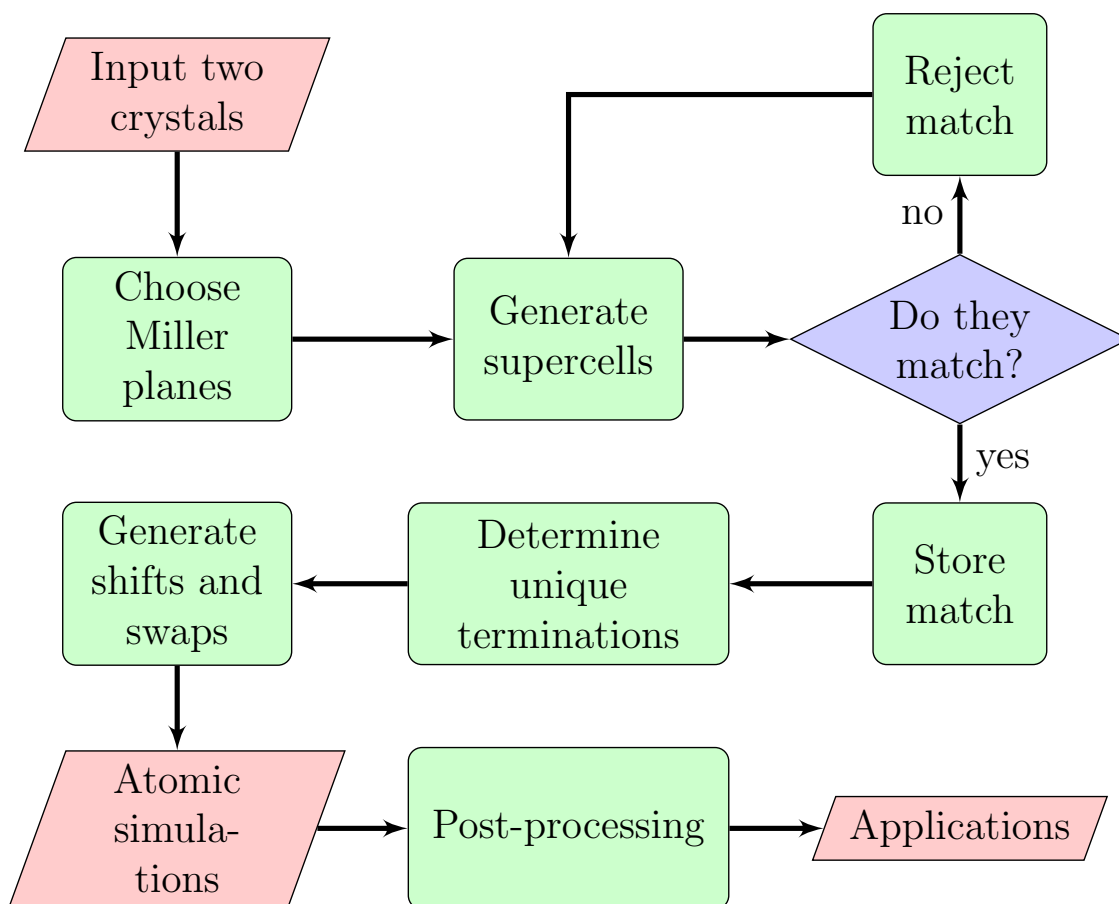 Input two
crystals
Reject
match
no
Choose
Miller
planes
Generate
supercells
Do they
match?
yes
Generate
shifts and
swaps
Determine
unique
terminations
Store
match
Atomic
simula-
tions
Post-processing
Applications